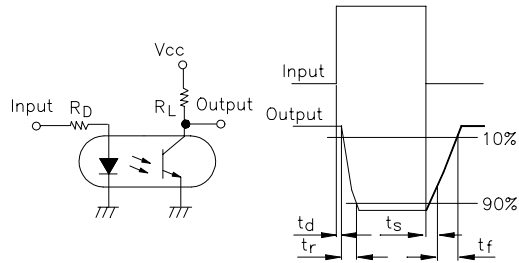 Vcc
Input
RD
RL
Output
Input
Output
10%
90%
td
ts
tr
tf